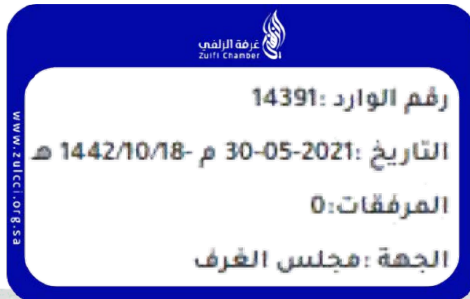 غرفة الزلفي
Zulfi Chamber
رقم الوارد :14391
التاريخ :2021-05-30 م -1442/10/18 هـ
المرفقات:0
الجهة :مجلس الغرف
www.zulcci.org.sa